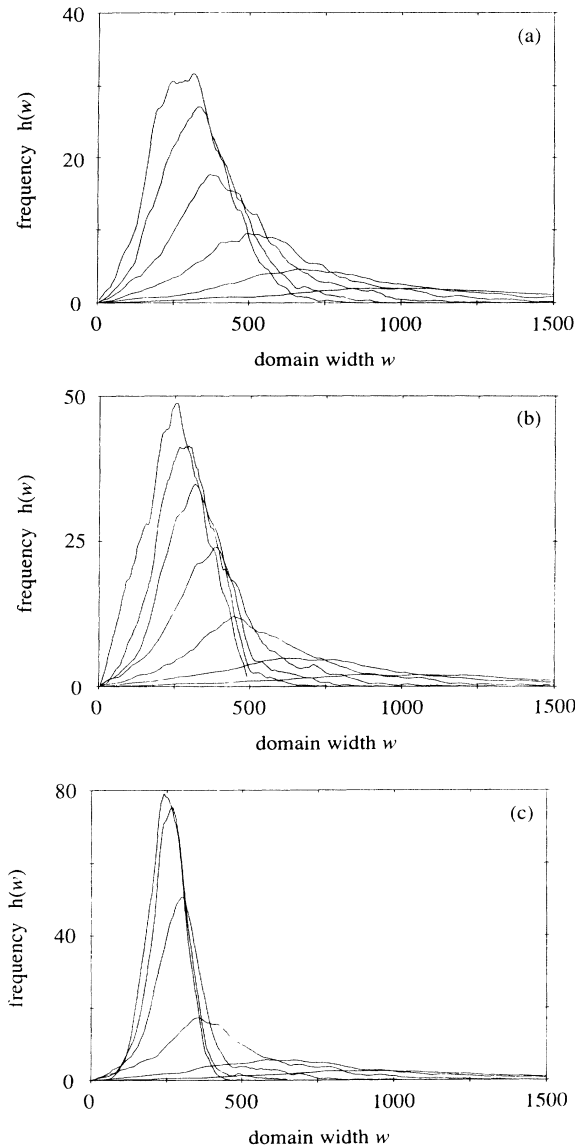 40
(a)
frequency h(w)
20
0
0 500 1000 1500
domain width w
50
(b)
frequency h(w)
25
0
0 500 1000 1500
domain width w
80
(c)
frequency h(w)
40
0
0 500 1000 1500
domain width w